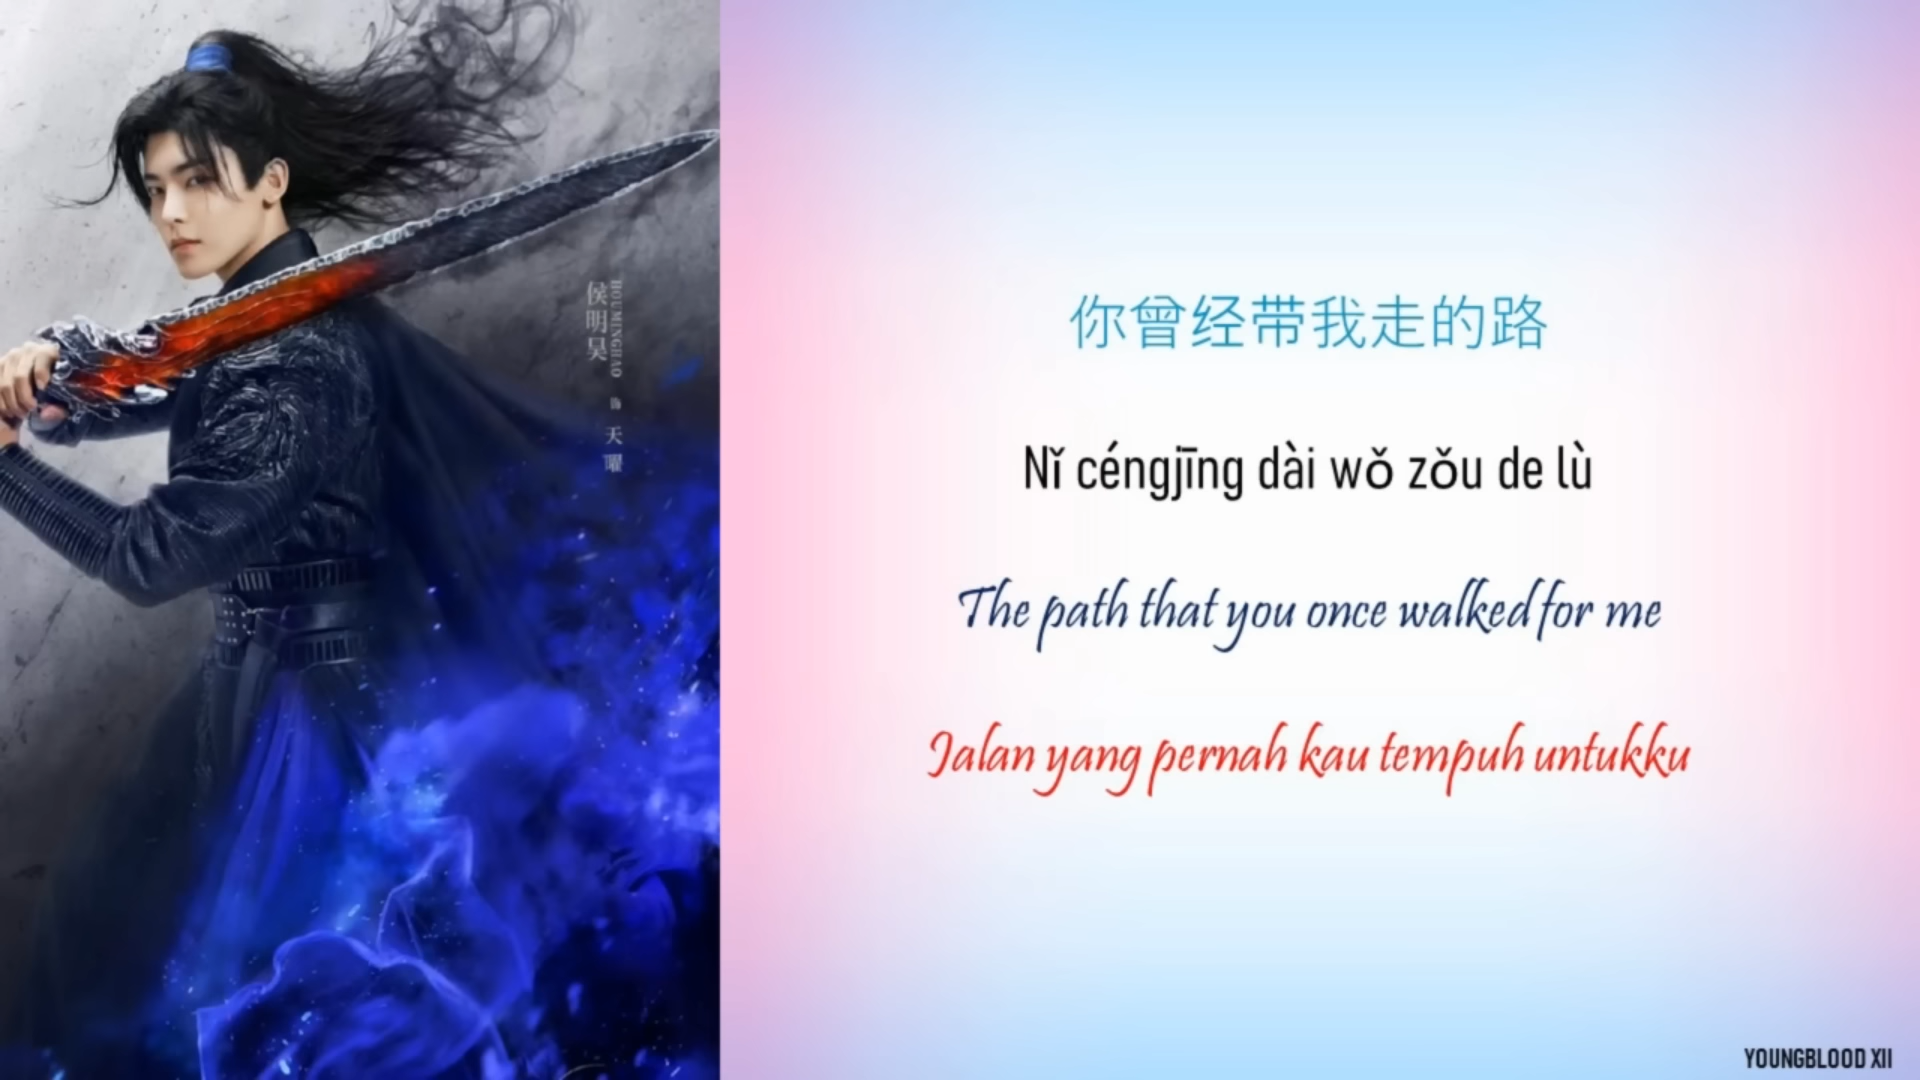 侯明昊
HOU MINGHAO
饰
天曜
你曾经带我走的路
Nǐ céngjīng dài wǒ zǒu de lù
The path that you once walked for me
Jalan yang pernah kau tempuh untukku
YOUNGBLOOD XII